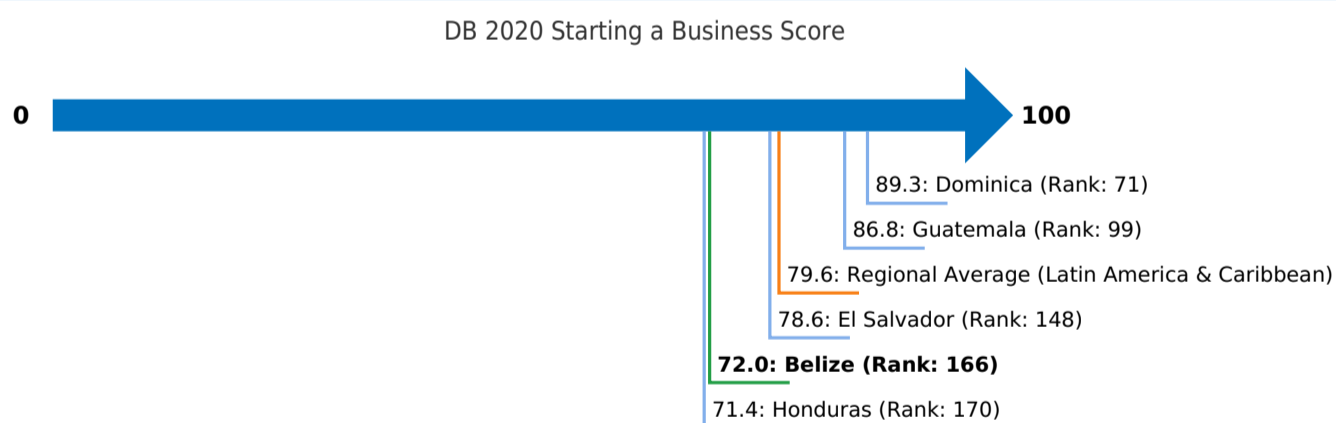 DB 2020 Starting a Business Score
0
100
89.3: Dominica (Rank: 71)
86.8: Guatemala (Rank: 99)
79.6: Regional Average (Latin America & Caribbean)
78.6: El Salvador (Rank: 148)
72.0: Belize (Rank: 166)
71.4: Honduras (Rank: 170)